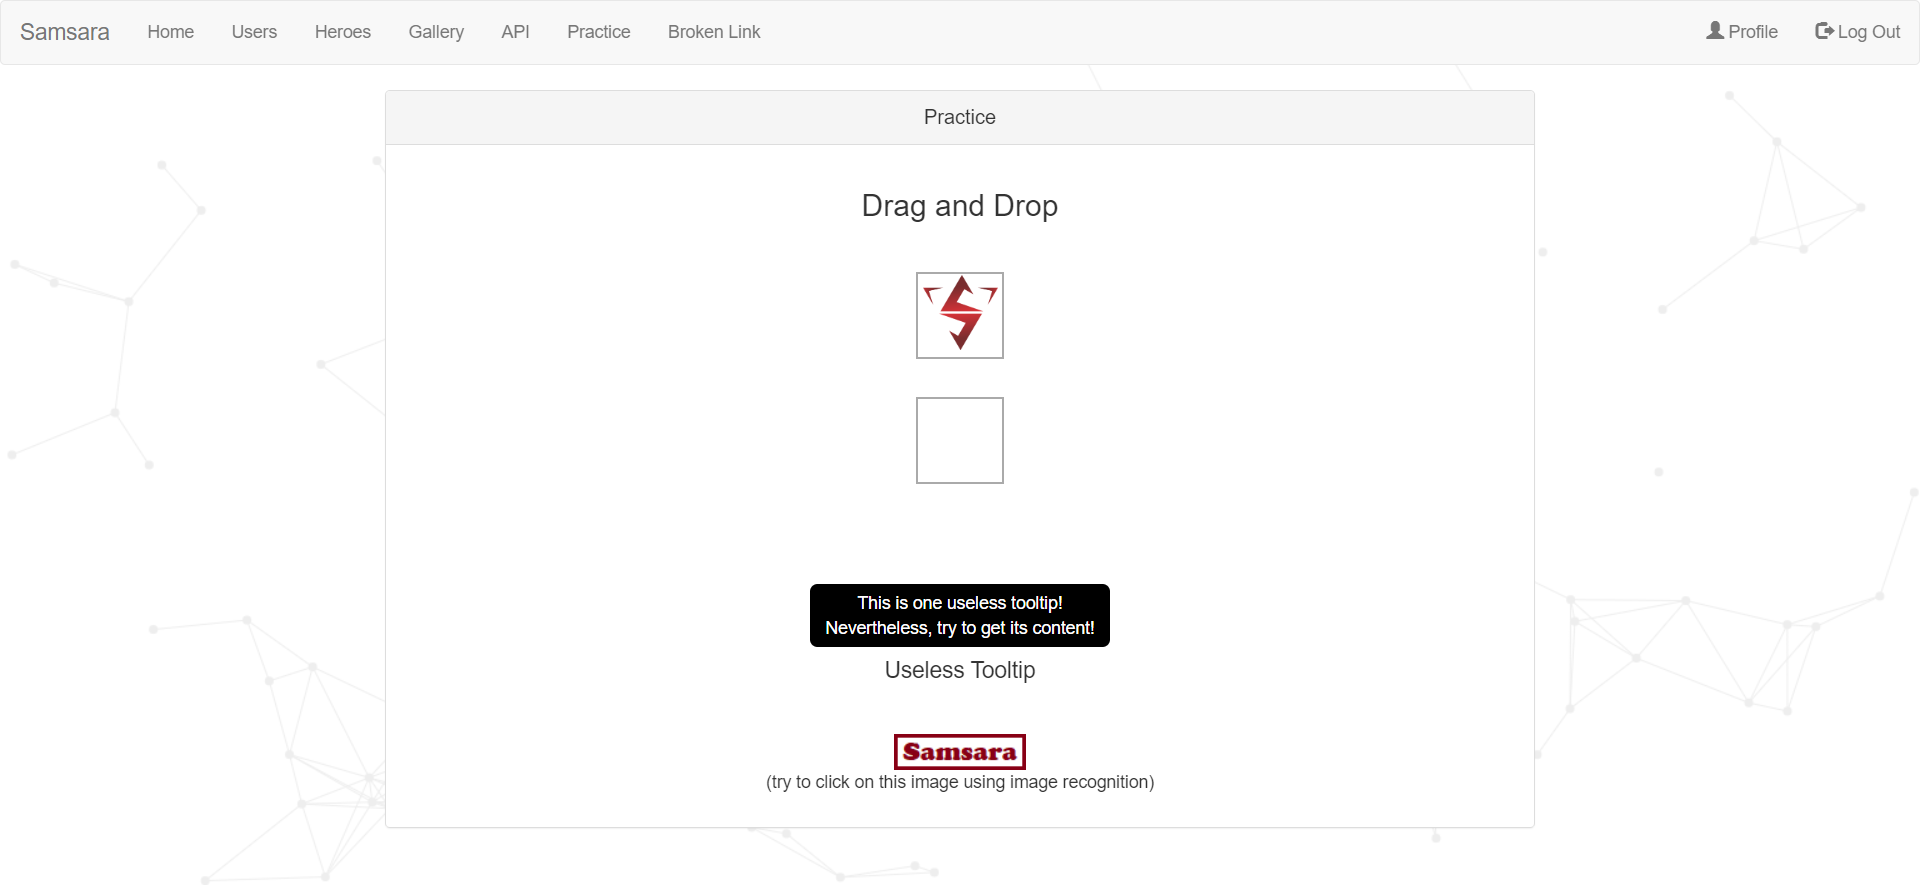 Samsara Home Users Heroes Gallery API Practice Broken Link Profile Log Out
Practice
Drag and Drop
This is one useless tooltip!
Nevertheless, try to get its content!
Useless Tooltip
Samsara
(try to click on this image using image recognition)